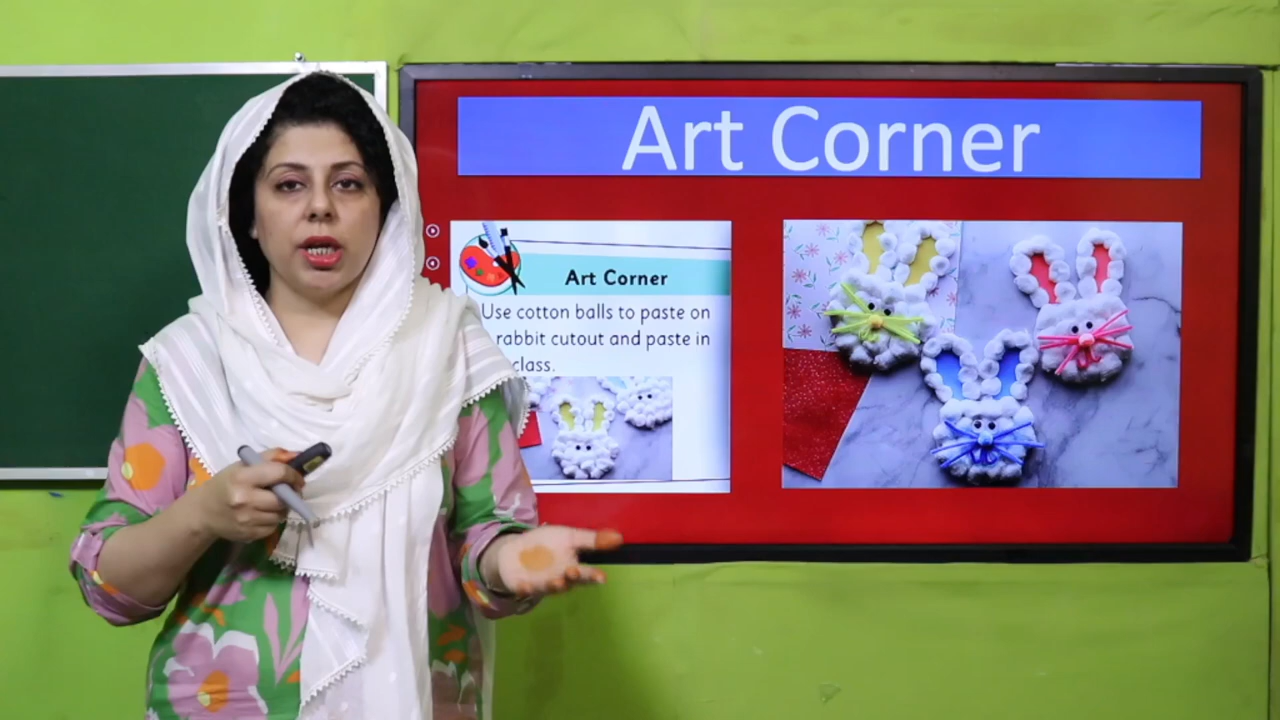 Art Corner
Art Corner
Use cotton balls to paste on
rabbit cutout and paste in
class.